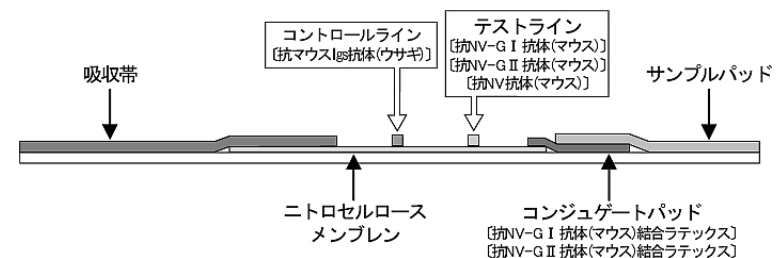 コントロールライン
〔抗マウスIgs抗体(ウサギ)〕
テストライン
〔抗NV-GⅠ抗体(マウス)〕
〔抗NV-GⅡ抗体(マウス)〕
〔抗NV抗体(マウス)〕
吸収帯
サンプルパッド
ニトロセルロース
メンブレン
コンジュゲートパッド
〔抗NV-GⅠ抗体(マウス)結合ラテックス〕
〔抗NV-GⅡ抗体(マウス)結合ラテックス〕